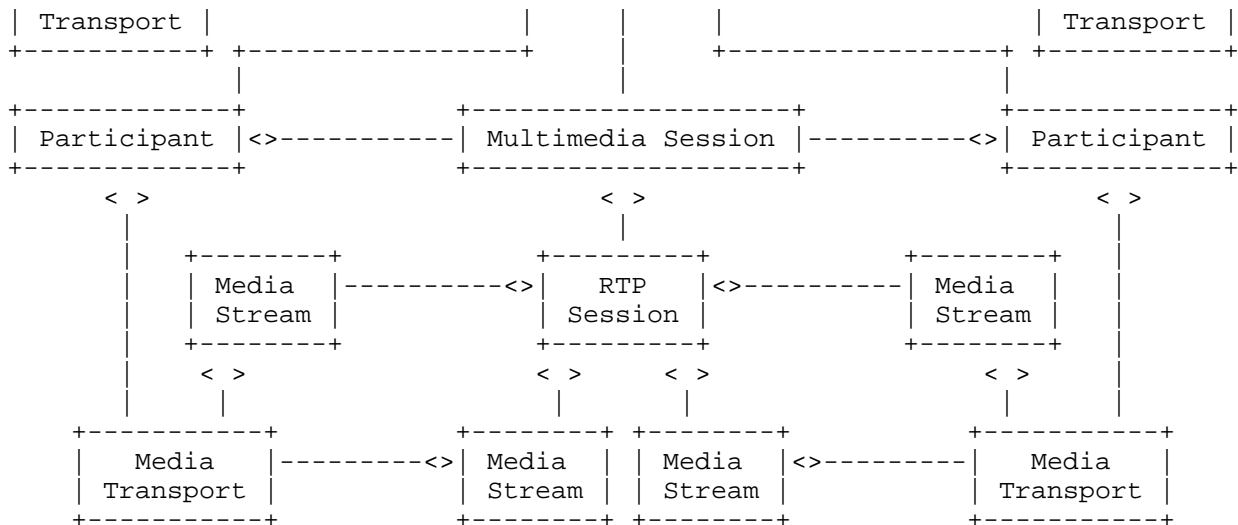 Transport Transport
Participant <> Multimedia Session <> Participant
< > < > < >
Media <> RTP <> Media
Stream Session Stream
< > < > < > < >
Media <> Media Media <> Media
Transport Stream Stream Transport